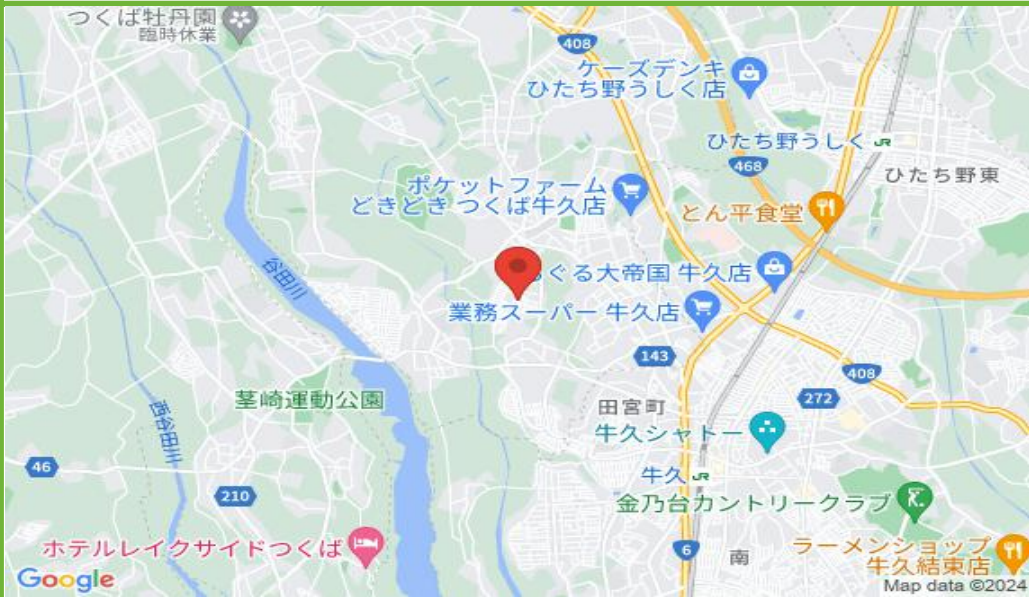 つくば牡丹園
臨時休業
408
ケーズデンキ
ひたち野うしく店
ひたち野うしく JR
468
ひたち野東
ポケットファーム
どきどき つくば牛久店
とん平食堂
ぐる大帝国 牛久店
谷田川
業務スーパー 牛久店
143
408
272
茎崎運動公園
田宮町
牛久シャトー
西谷田川
46
210
牛久 JR
金乃台カントリークラブ
6
南
ホテルレイクサイドつくば
ラーメンショップ
牛久結束店
Google
Map data ©2024